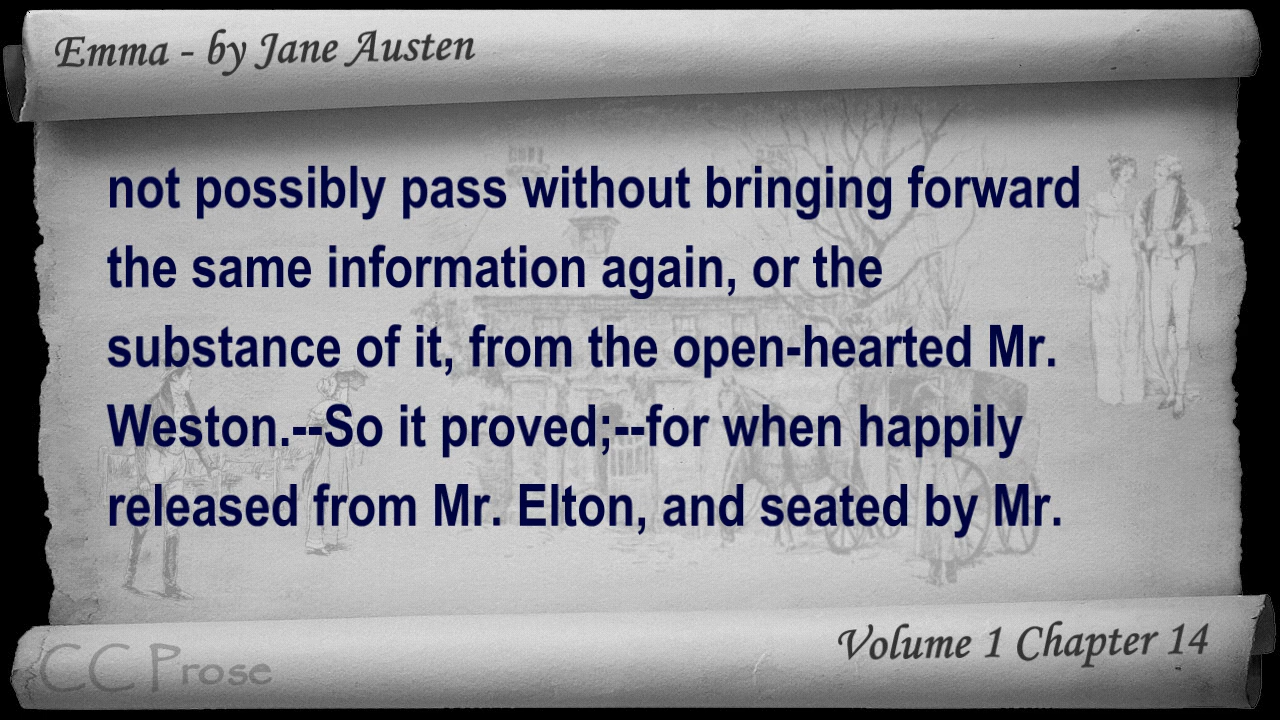 Emma - by Jane Austen
not possibly pass without bringing forward
the same information again, or the
substance of it, from the open-hearted Mr.
Weston.--So it proved;--for when happily
released from Mr. Elton, and seated by Mr.
Volume 1 Chapter 14
CC Prose